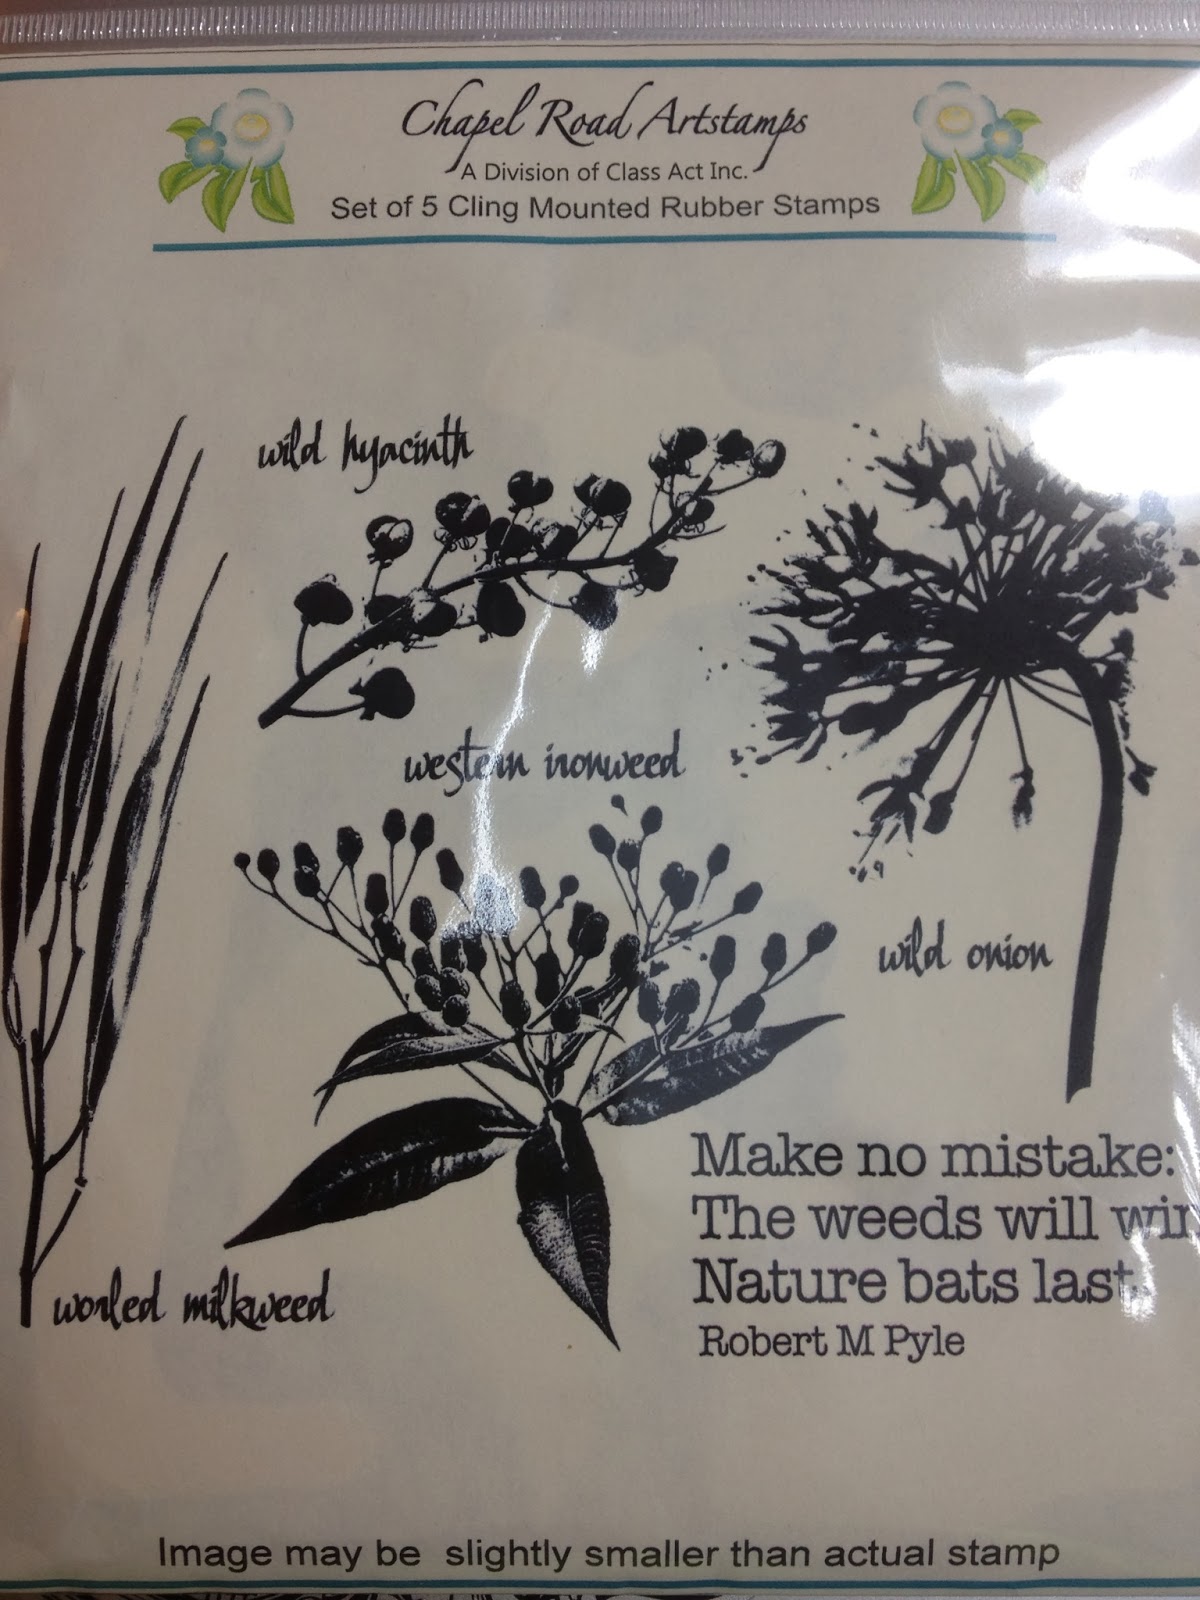 Chapel Road Artstamps
A Division of Class Act Inc.
Set of 5 Cling Mounted Rubber Stamps
wild hyacinth
western ironweed
wild onion
Make no mistake:
The weeds will win
Nature bats last.
Robert M Pyle
worled milkweed
Image may be slightly smaller than actual stamp